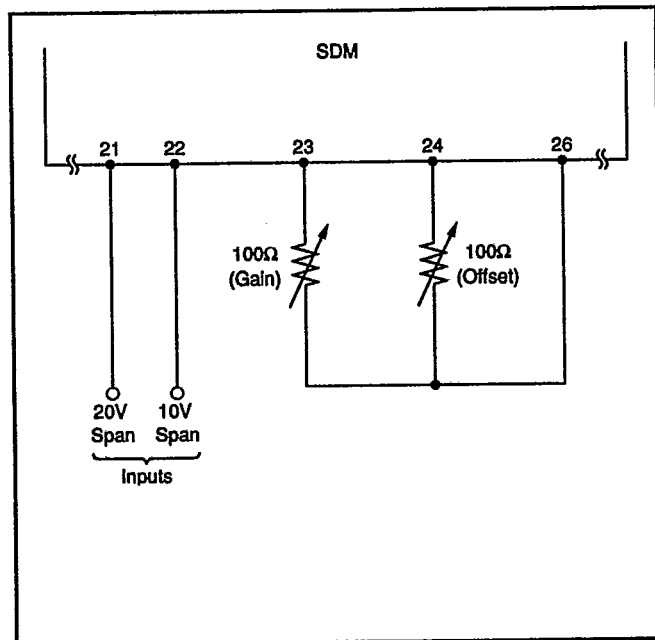 SDM
21 22 23 24 26
100Ω
(Gain)
100Ω
(Offset)
20V
Span
10V
Span
Inputs